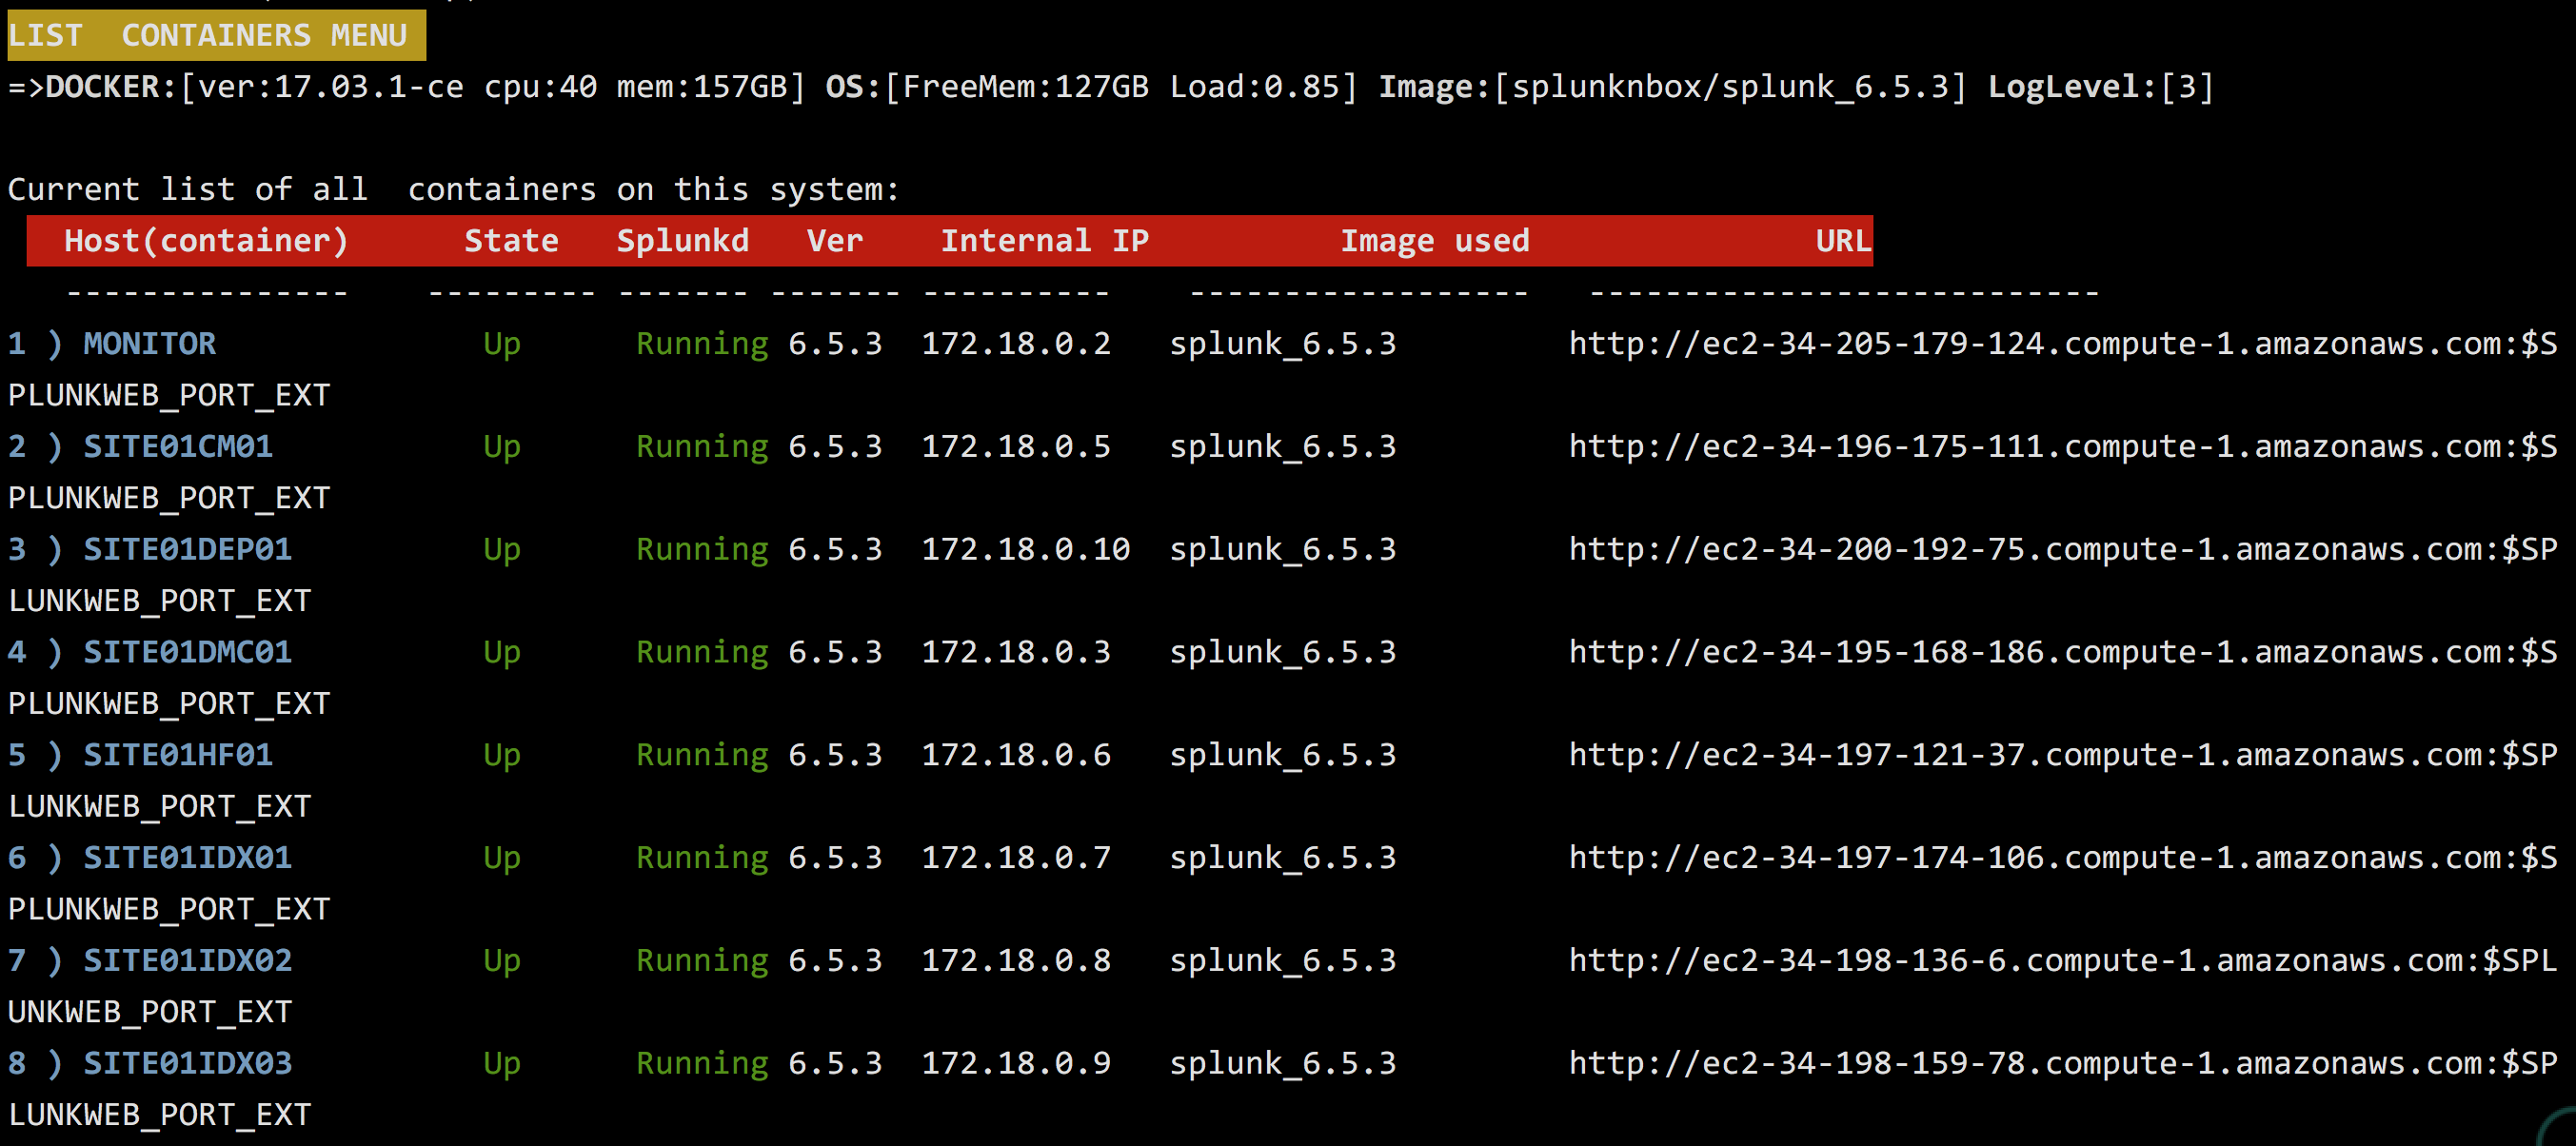 LIST  CONTAINERS MENU
=>DOCKER:[ver:17.03.1-ce cpu:40 mem:157GB] OS:[FreeMem:127GB Load:0.85] Image:[splunknbox/splunk_6.5.3] LogLevel:[3]
Current list of all  containers on this system:
Host(container)      State   Splunkd   Ver    Internal IP          Image used               URL
---------------    --------- ------- ------- ----------    ------------------   ---------------------------
1 ) MONITOR              Up      Running 6.5.3  172.18.0.2   splunk_6.5.3         http://ec2-34-205-179-124.compute-1.amazonaws.com:$S
PLUNKWEB_PORT_EXT
2 ) SITE01CM01           Up      Running 6.5.3  172.18.0.5   splunk_6.5.3         http://ec2-34-196-175-111.compute-1.amazonaws.com:$S
PLUNKWEB_PORT_EXT
3 ) SITE01DEP01          Up      Running 6.5.3  172.18.0.10  splunk_6.5.3         http://ec2-34-200-192-75.compute-1.amazonaws.com:$SP
LUNKWEB_PORT_EXT
4 ) SITE01DMC01          Up      Running 6.5.3  172.18.0.3   splunk_6.5.3         http://ec2-34-195-168-186.compute-1.amazonaws.com:$S
PLUNKWEB_PORT_EXT
5 ) SITE01HF01           Up      Running 6.5.3  172.18.0.6   splunk_6.5.3         http://ec2-34-197-121-37.compute-1.amazonaws.com:$SP
LUNKWEB_PORT_EXT
6 ) SITE01IDX01          Up      Running 6.5.3  172.18.0.7   splunk_6.5.3         http://ec2-34-197-174-106.compute-1.amazonaws.com:$S
PLUNKWEB_PORT_EXT
7 ) SITE01IDX02          Up      Running 6.5.3  172.18.0.8   splunk_6.5.3         http://ec2-34-198-136-6.compute-1.amazonaws.com:$SPL
UNKWEB_PORT_EXT
8 ) SITE01IDX03          Up      Running 6.5.3  172.18.0.9   splunk_6.5.3         http://ec2-34-198-159-78.compute-1.amazonaws.com:$SP
LUNKWEB_PORT_EXT